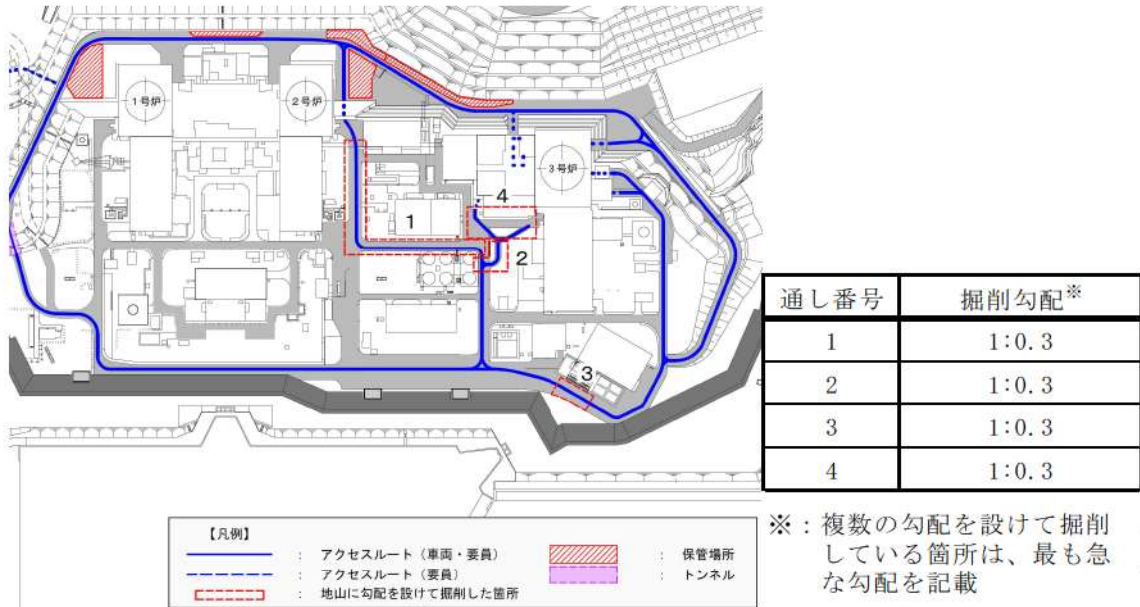 1号炉
2号炉
3号炉
4
1
2
3
【凡例】
: アクセスルート（車両・要員）
: アクセスルート（要員）
: 地山に勾配を設けて掘削した箇所
: 保管場所
: トンネル
通し番号 掘削勾配※
1 1:0.3
2 1:0.3
3 1:0.3
4 1:0.3
※：複数の勾配を設けて掘削
している箇所は、最も急
な勾配を記載